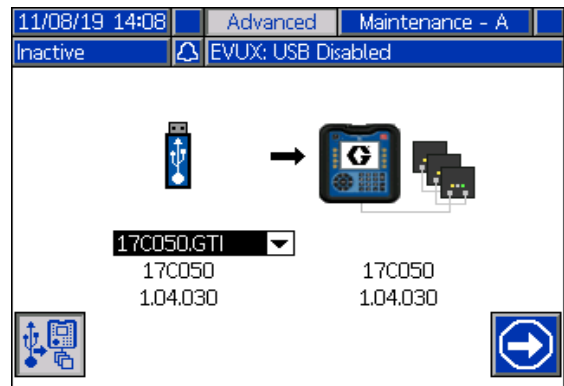 11/08/19 14:08 Advanced Maintenance - A
Inactive EVUX: USB Disabled
G
17C050.GTI
17C050 17C050
1.04.030 1.04.030